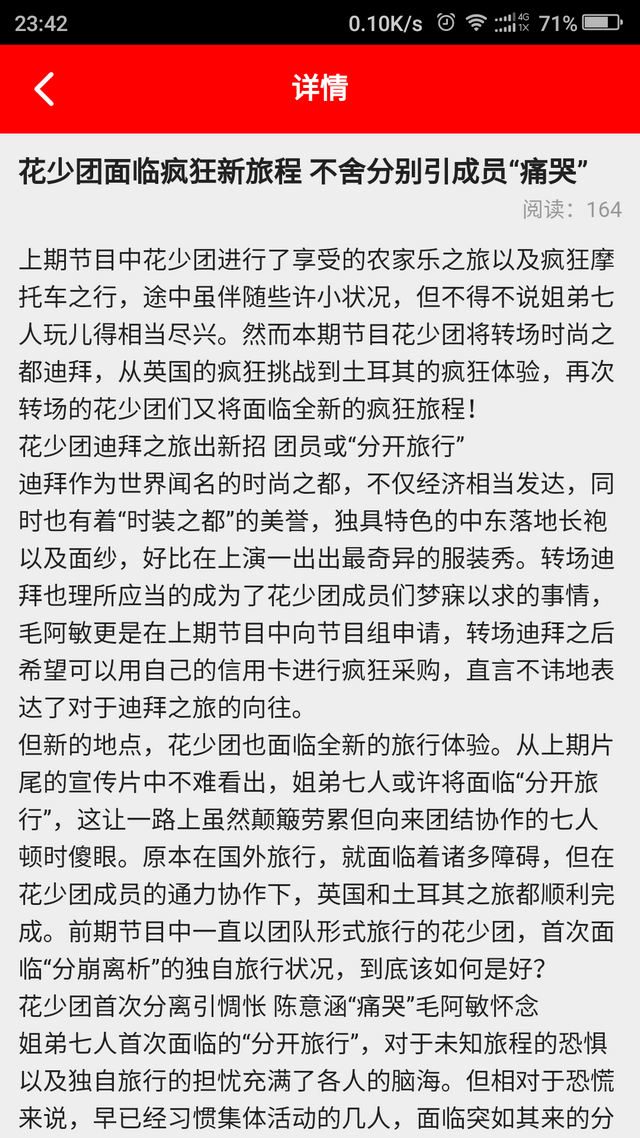 23:42
0.10K/s 4G 1X 71%
详情
花少团面临疯狂新旅程 不舍分别引成员“痛哭”
阅读：164
上期节目中花少团进行了享受的农家乐之旅以及疯狂摩
托车之行，途中虽伴随些许小状况，但不得不说姐弟七
人玩儿得相当尽兴。然而本期节目花少团将转场时尚之
都迪拜，从英国的疯狂挑战到土耳其的疯狂体验，再次
转场的花少团们又将面临全新的疯狂旅程！
花少团迪拜之旅出新招 团员或“分开旅行”
迪拜作为世界闻名的时尚之都，不仅经济相当发达，同
时也有着“时装之都”的美誉，独具特色的中东落地长袍
以及面纱，好比在上演一出出最奇异的服装秀。转场迪
拜也理所应当的成为了花少团成员们梦寐以求的事情，
毛阿敏更是在上期节目中向节目组申请，转场迪拜之后
希望可以用自己的信用卡进行疯狂采购，直言不讳地表
达了对于迪拜之旅的向往。
但新的地点，花少团也面临全新的旅行体验。从上期片
尾的宣传片中不难看出，姐弟七人或许将面临“分开旅
行”，这让一路上虽然颠簸劳累但向来团结协作的七人
顿时傻眼。原本在国外旅行，就面临着诸多障碍，但在
花少团成员的通力协作下，英国和土耳其之旅都顺利完
成。前期节目中一直以团队形式旅行的花少团，首次面
临“分崩离析”的独自旅行状况，到底该如何是好？
花少团首次分离引惆怅 陈意涵“痛哭”毛阿敏怀念
姐弟七人首次面临的“分开旅行”，对于未知旅程的恐惧
以及独自旅行的担忧充满了各人的脑海。但相对于恐慌
来说，早已经习惯集体活动的几人，面临突如其来的分